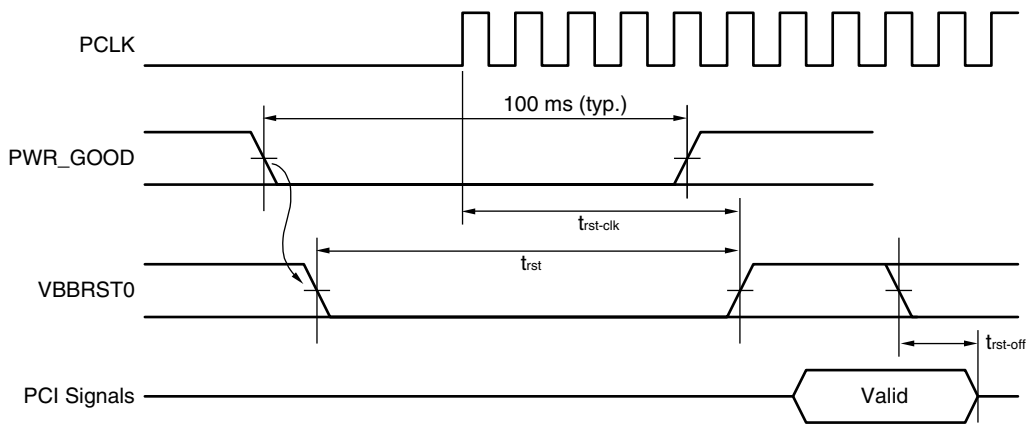 PCLK
100 ms (typ.)
PWR_GOOD
trst-clk
trst
VBBRST0
trst-off
PCI Signals
Valid